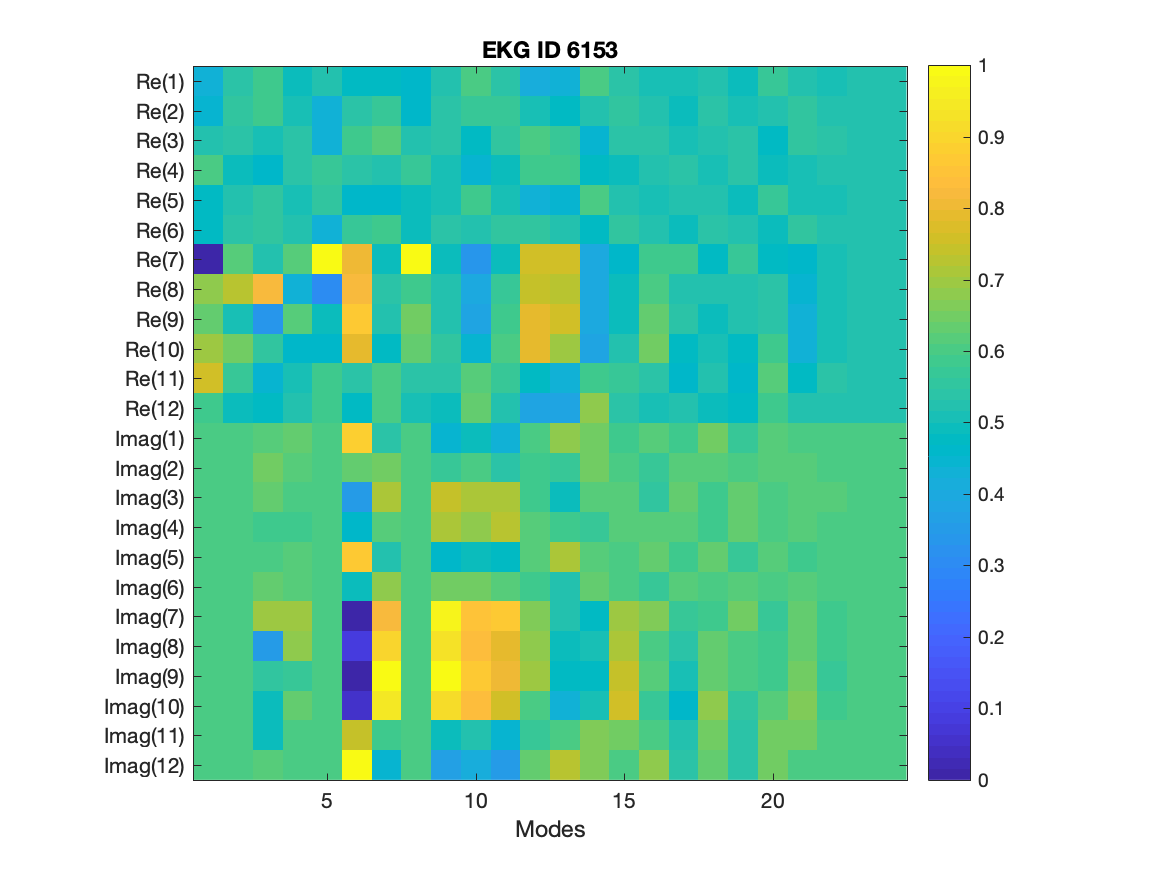 EKG ID 6153
Re(1)
Re(2)
Re(3)
Re(4)
Re(5)
Re(6)
Re(7)
Re(8)
Re(9)
Re(10)
Re(11)
Re(12)
Imag(1)
Imag(2)
Imag(3)
Imag(4)
Imag(5)
Imag(6)
Imag(7)
Imag(8)
Imag(9)
Imag(10)
Imag(11)
Imag(12)
5 10 15 20
Modes
1
0.9
0.8
0.7
0.6
0.5
0.4
0.3
0.2
0.1
0